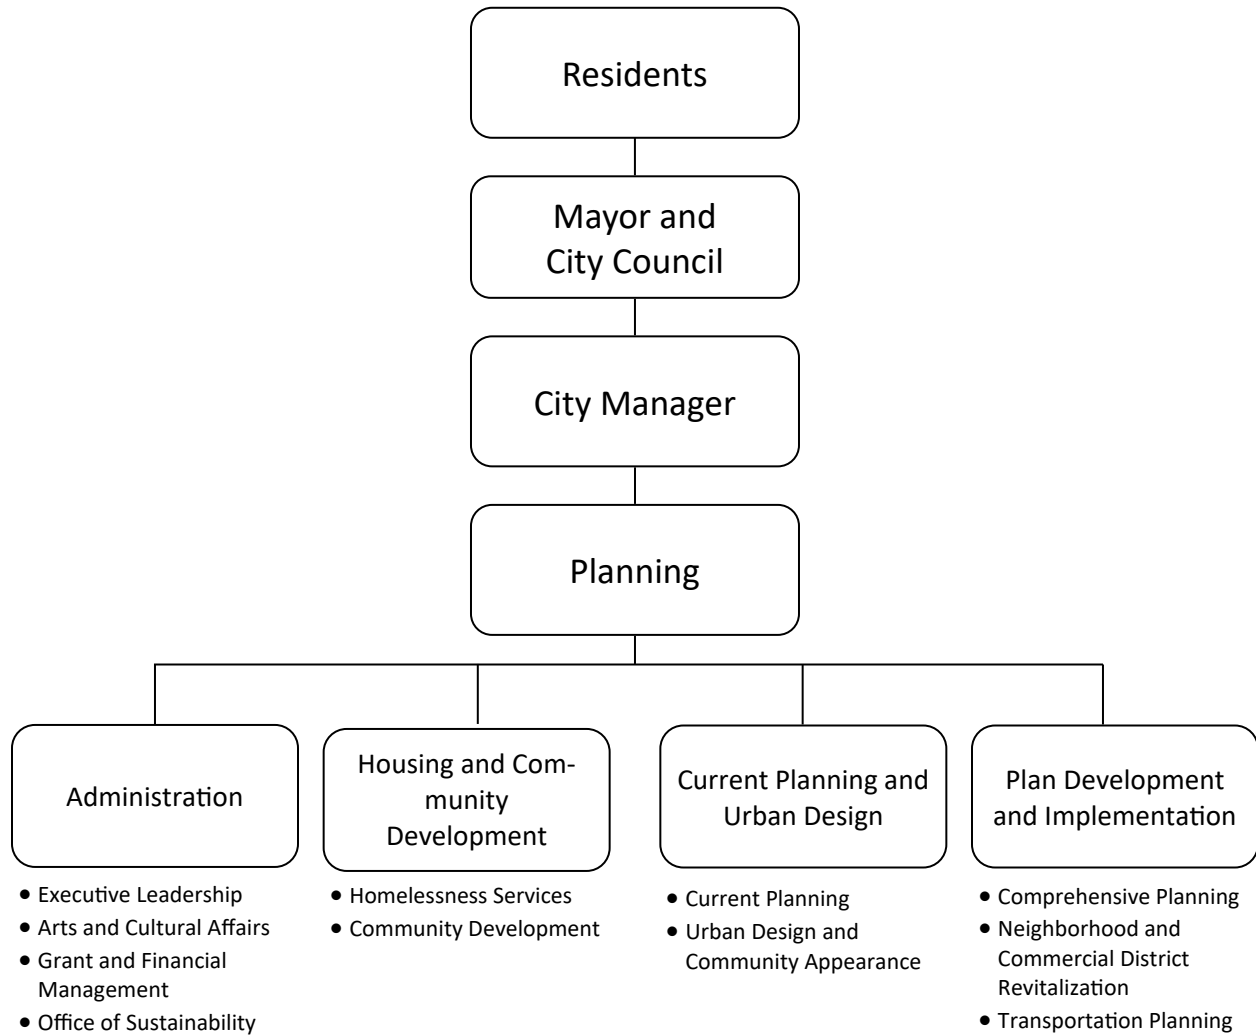 Residents
Mayor and
City Council
City Manager
Planning
Administration
• Executive Leadership
• Arts and Cultural Affairs
• Grant and Financial
Management
• Office of Sustainability
Housing and Com-
munity
Development
• Homelessness Services
• Community Development
Current Planning and
Urban Design
• Current Planning
• Urban Design and
Community Appearance
Plan Development
and Implementation
• Comprehensive Planning
• Neighborhood and
Commercial District
Revitalization
• Transportation Planning